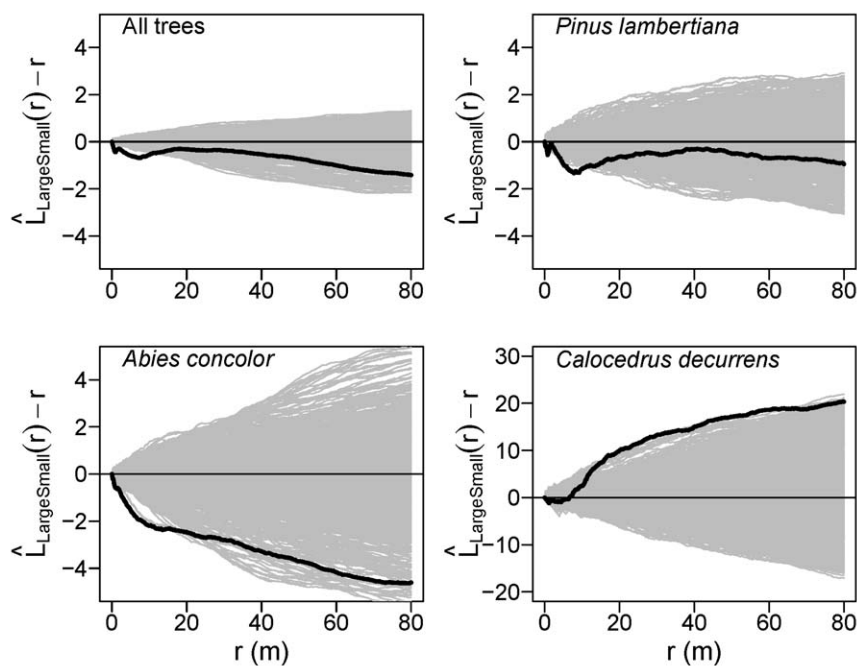 All trees
4
2
0
−2
−4
L̂LargeSmall(r) − r
0 20 40 60 80
Pinus lambertiana
4
2
0
−2
−4
L̂LargeSmall(r) − r
0 20 40 60 80
Abies concolor
4
2
0
−2
−4
L̂LargeSmall(r) − r
0 20 40 60 80
r (m)
Calocedrus decurrens
30
20
10
0
−10
−20
L̂LargeSmall(r) − r
0 20 40 60 80
r (m)